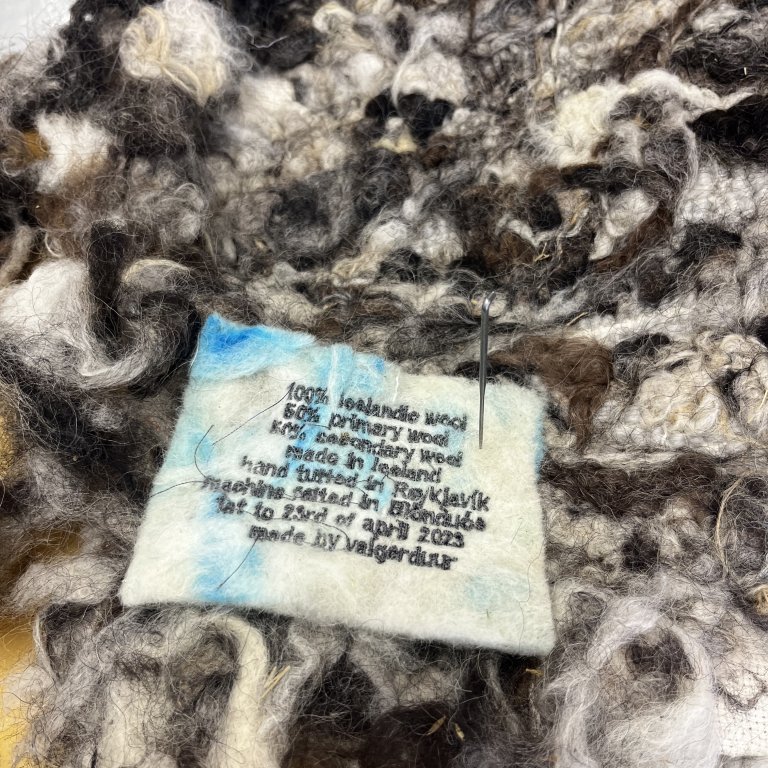 100% icelandic wool
50% primary wool
50% secondary wool
made in iceland
hand tufted in Reykjavík
machine felted in Blönduós
1st to 23rd of april 2023
made by valgerdur